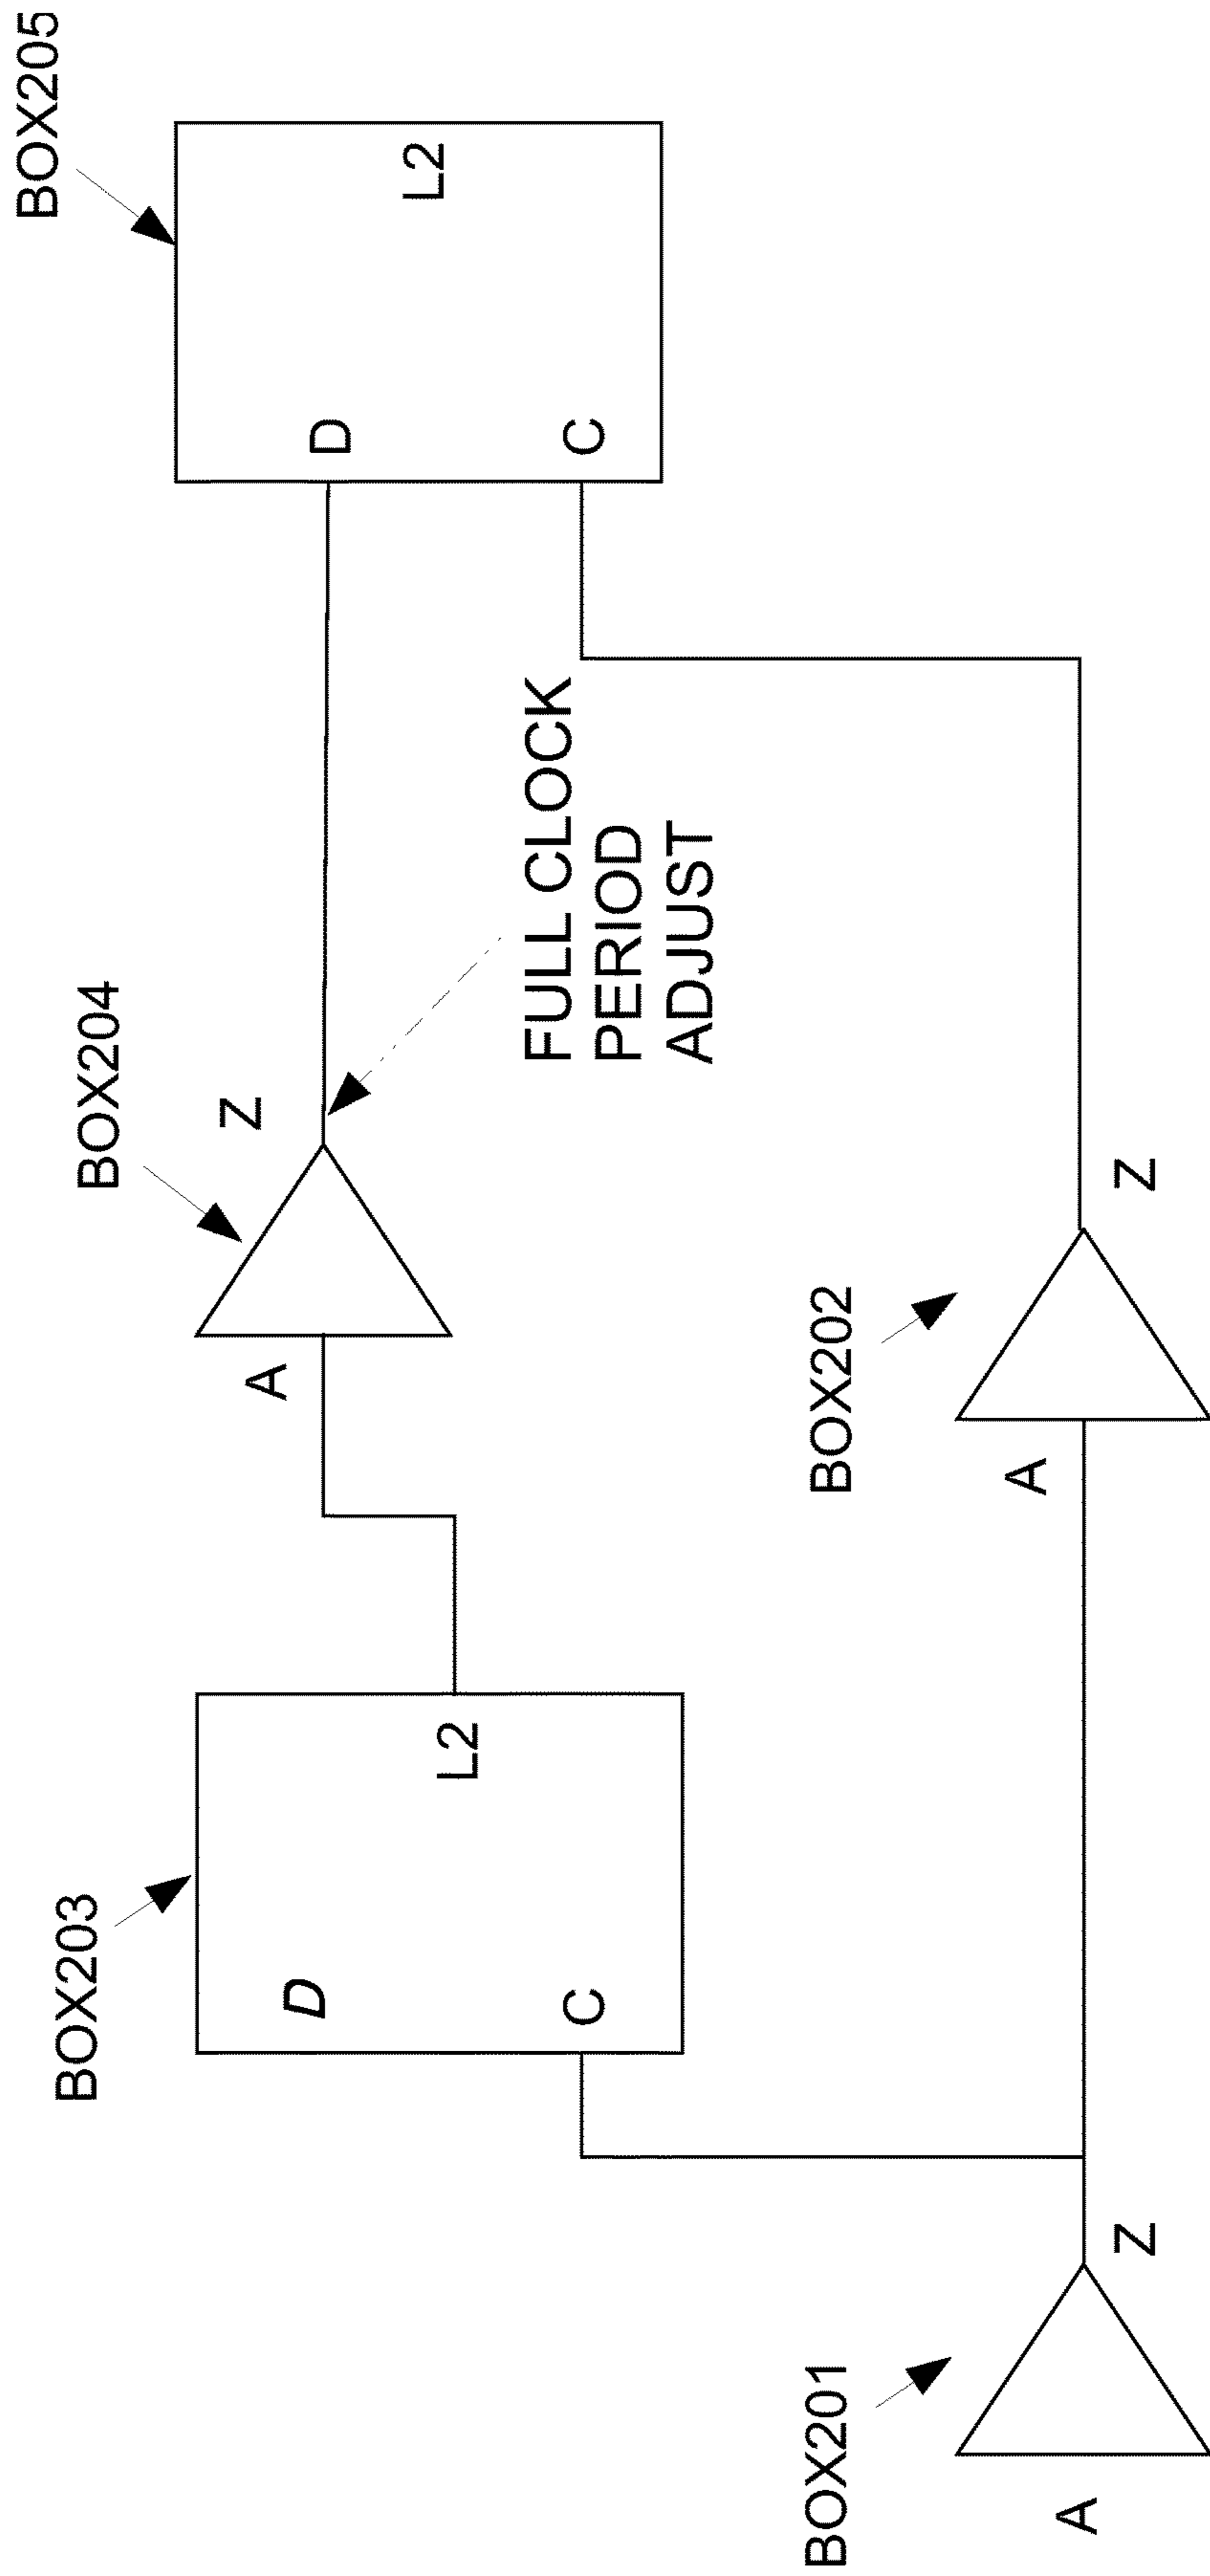 BOX203
BOX204
BOX205
D
L2
C
A
Z
D
L2
C
FULL CLOCK
PERIOD
ADJUST
BOX201
BOX202
A
Z
A
Z